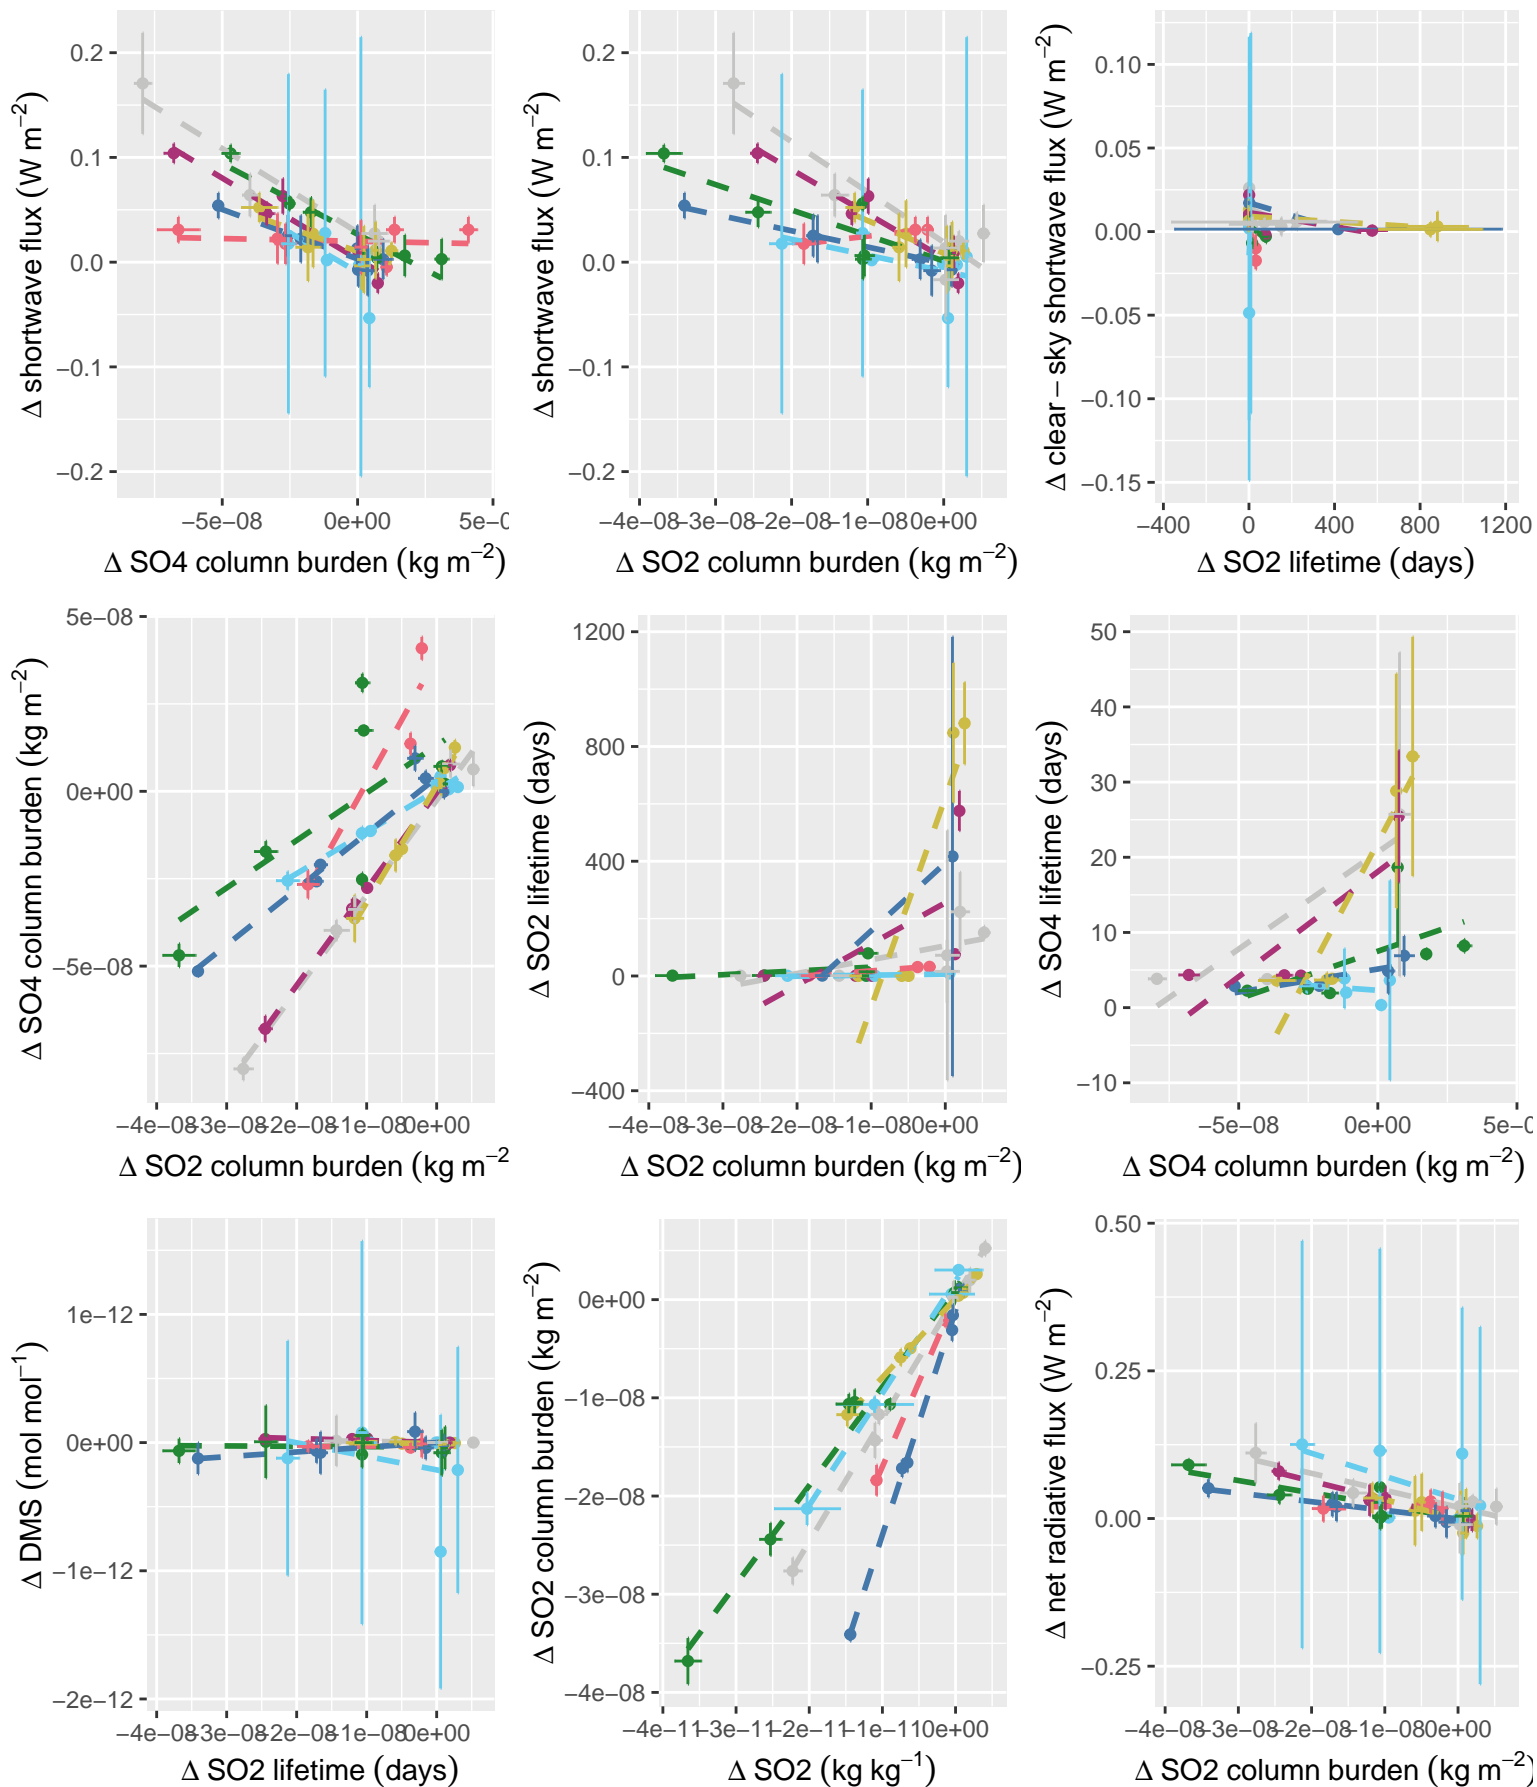 0.2
0.1
0.0
−0.1
−0.2
Δ shortwave flux (W m−2)
−5e−08 0e+00 5e−0
Δ SO4 column burden (kg m−2)
0.2
0.1
0.0
−0.1
−0.2
Δ shortwave flux (W m−2)
−4e−08 −3e−08 −2e−08 −1e−08 0e+00
Δ SO2 column burden (kg m−2)
0.10
0.05
0.00
−0.05
−0.10
−0.15
Δ clear − sky shortwave flux (W m−2)
−400 0 400 800 1200
Δ SO2 lifetime (days)
5e−08
0e+00
−5e−08
Δ SO4 column burden (kg m−2)
−4e−08 −3e−08 −2e−08 −1e−08 0e+00
Δ SO2 column burden (kg m−2
1200
800
400
0
−400
Δ SO2 lifetime (days)
−4e−08 −3e−08 −2e−08 −1e−08 0e+00
Δ SO2 column burden (kg m−2)
50
40
30
20
10
0
−10
Δ SO4 lifetime (days)
−5e−08 0e+00 5e−0
Δ SO4 column burden (kg m−2)
1e−12
0e+00
−1e−12
−2e−12
Δ DMS (mol mol−1)
−4e−08 −3e−08 −2e−08 −1e−08 0e+00
Δ SO2 lifetime (days)
0e+00
−1e−08
−2e−08
−3e−08
−4e−08
Δ SO2 column burden (kg m−2)
−4e−11 −3e−11 −2e−11 −1e−11 0e+00
Δ SO2 (kg kg−1)
0.50
0.25
0.00
−0.25
Δ net radiative flux (W m−2)
−4e−08 −3e−08 −2e−08 −1e−08 0e+00
Δ SO2 column burden (kg m−2)